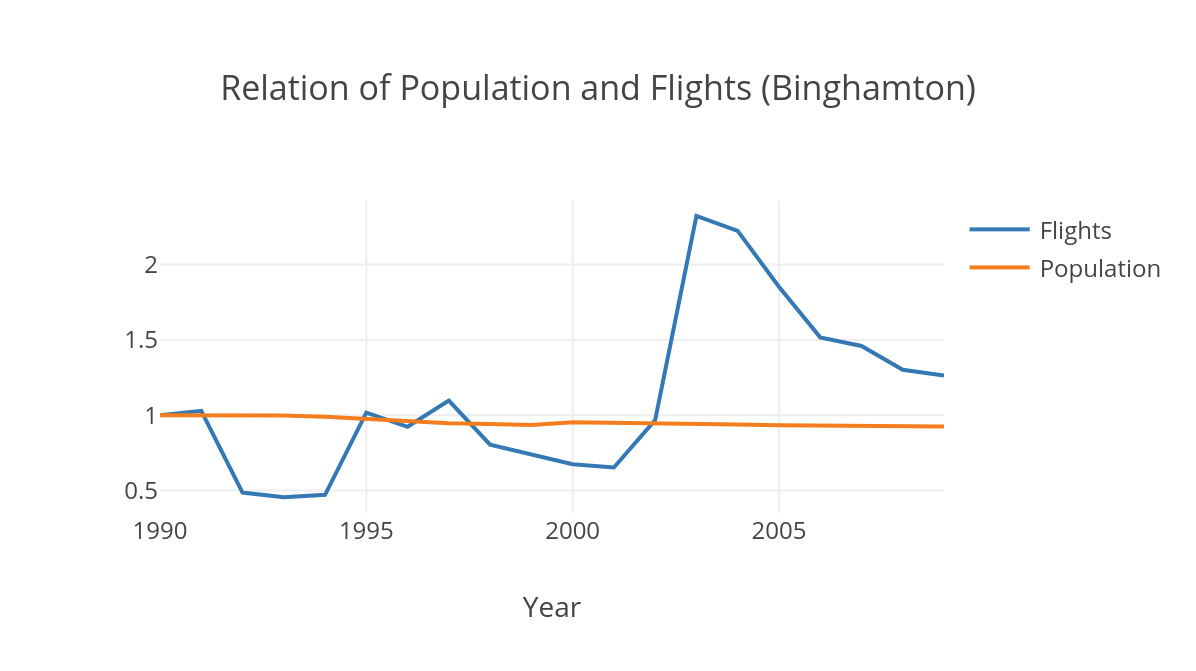 Relation of Population and Flights (Binghamton)
Flights
Population
2
1.5
1
0.5
1990 1995 2000 2005
Year